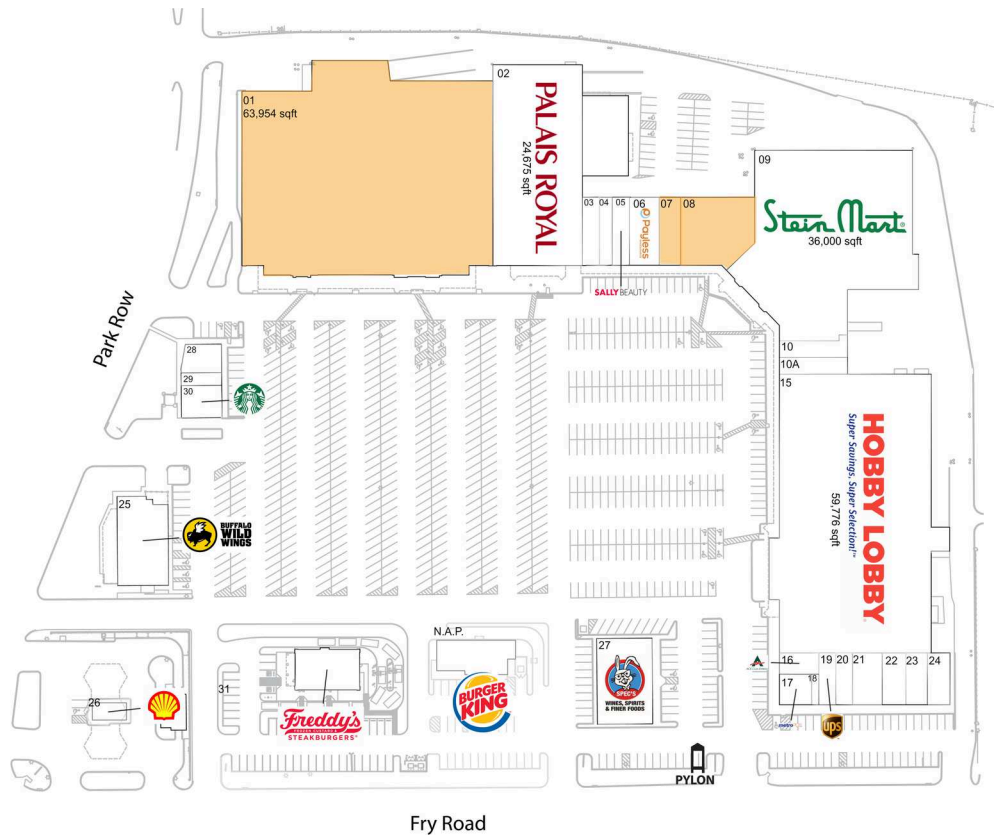 01
63,954 sqft
02
PALAIS ROYAL
24,675 sqft
03
04
05
06
Payless
07
08
09
Stein Mart
36,000 sqft
SALLY BEAUTY
Park Row
28
29
30
10
10A
15
HOBBY LOBBY
Super Savings, Super Selection!™
59,776 sqft
25
BUFFALO
WILD
WINGS
N.A.P.
26
31
Freddy's
FROZEN CUSTARD &
STEAKBURGERS®
BURGER
KING
27
SPEC'S
WINES, SPIRITS
& FINER FOODS
16
17
18
19
20
21
22
23
24
metro
ups
PYLON
Fry Road